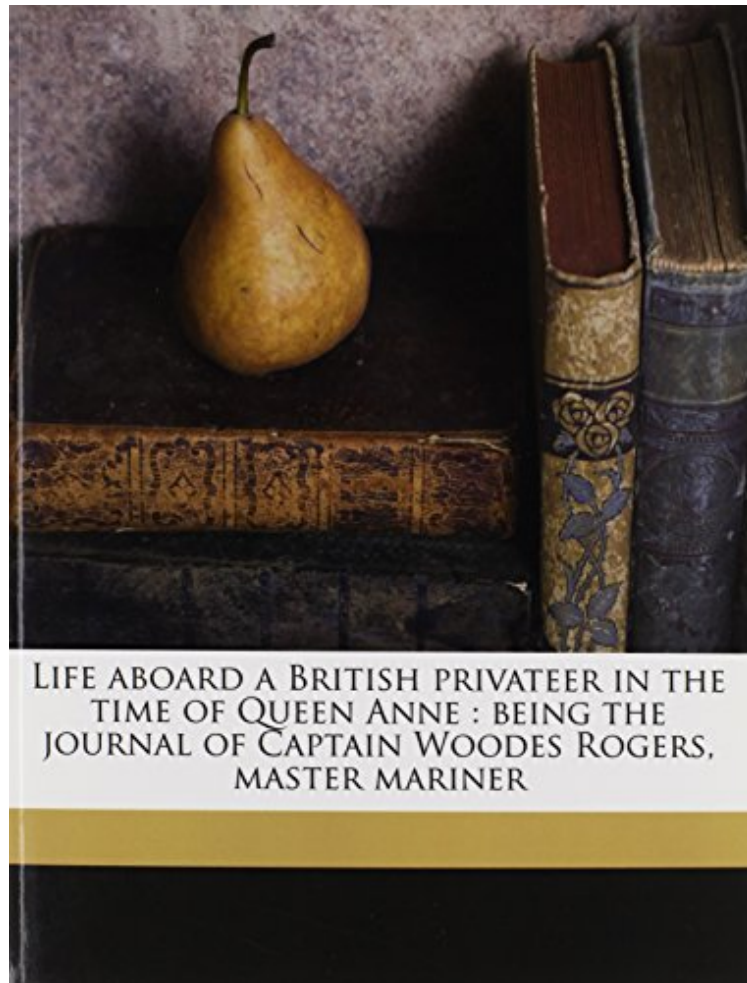 Life aboard a British privateer in the
time of Queen Anne : being the
journal of Captain Woodes Rogers,
master mariner